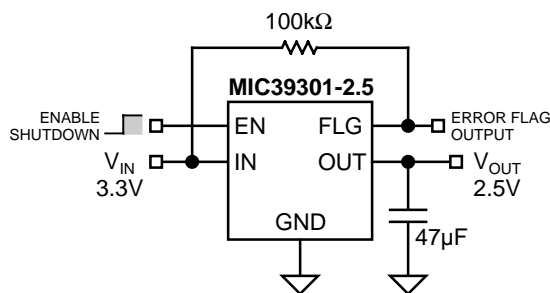 100kΩ
MIC39301-2.5
ENABLE
SHUTDOWN
EN
FLG
ERROR FLAG
OUTPUT
VIN
3.3V
IN
OUT
VOUT
2.5V
GND
47µF